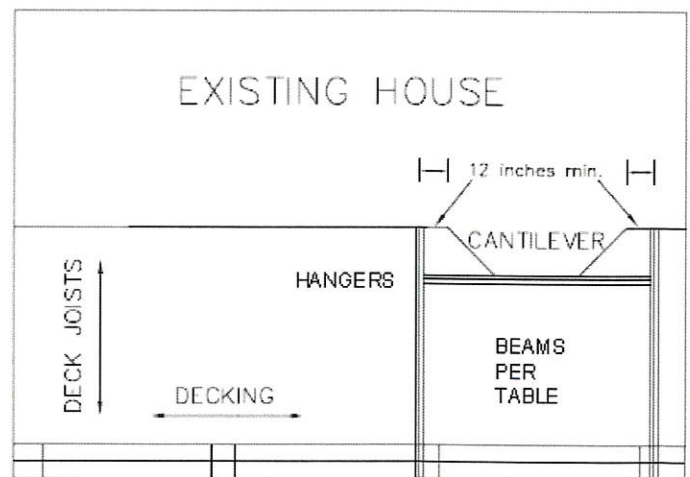 EXISTING HOUSE
12 inches min.
CANTILEVER
HANGERS
DECK JOISTS
BEAMS
PER
TABLE
DECKING